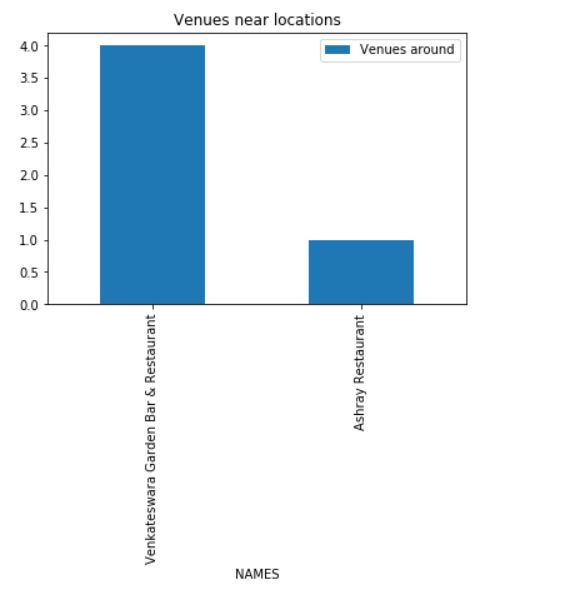 Venues near locations
Venues around
4.0
3.5
3.0
2.5
2.0
1.5
1.0
0.5
0.0
Venkateswara Garden Bar & Restaurant
Ashray Restaurant
NAMES